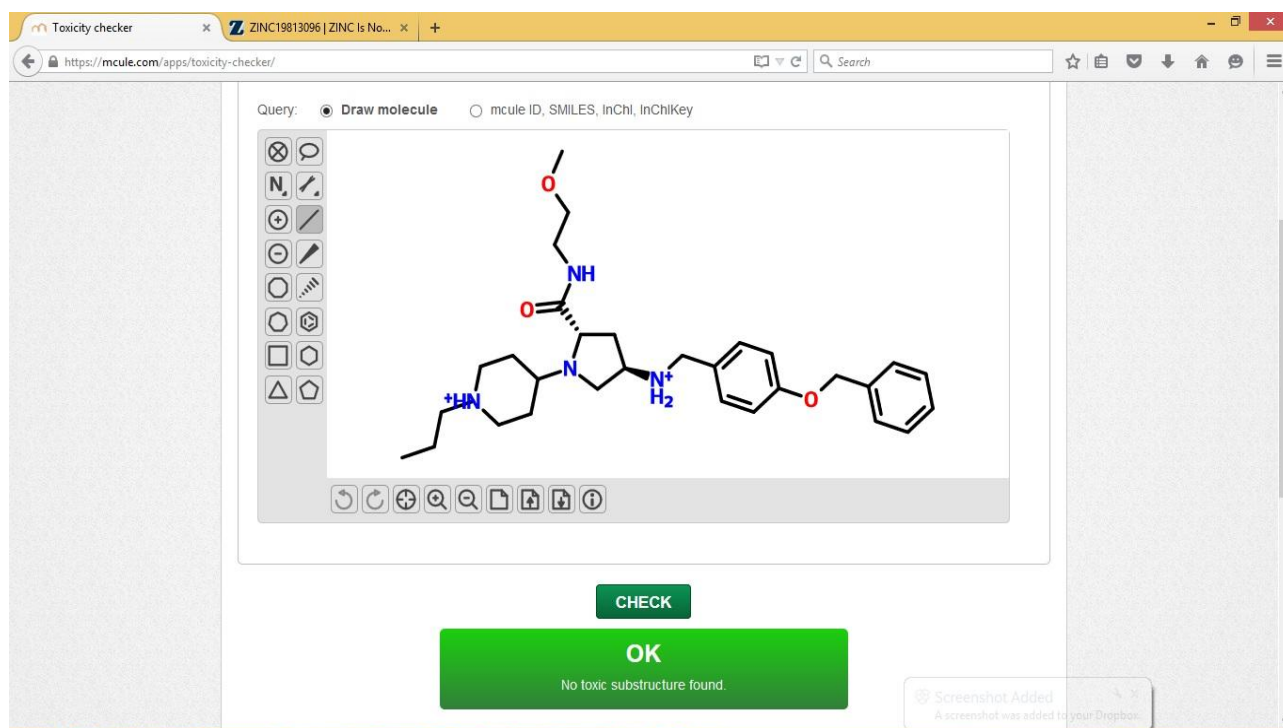 Toxicity checker
ZINC19813096 | ZINC Is No...
https://mcule.com/apps/toxicity-checker/
Search
Query: Draw molecule mcule ID, SMILES, InChI, InChIKey
N
O
NH
O
N
N+
H2
+HN
O
CHECK
OK
No toxic substructure found.
Screenshot Added
A screenshot was added to your Dropbox.